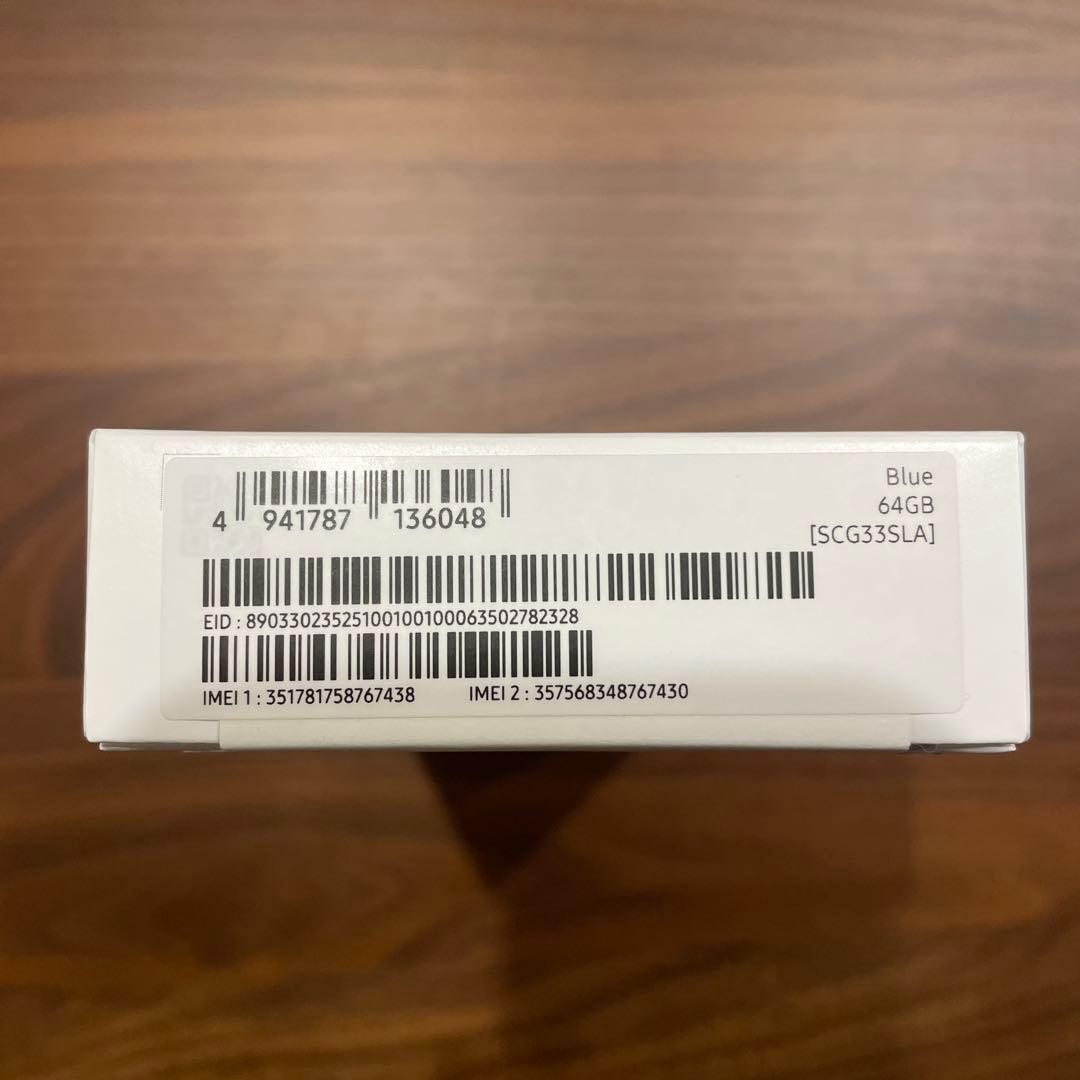 4 941787 136048
Blue
64GB
[SCG33SLA]
EID : 89033023525100100100063502782328
IMEI 1 : 351781758767438 IMEI 2 : 357568348767430